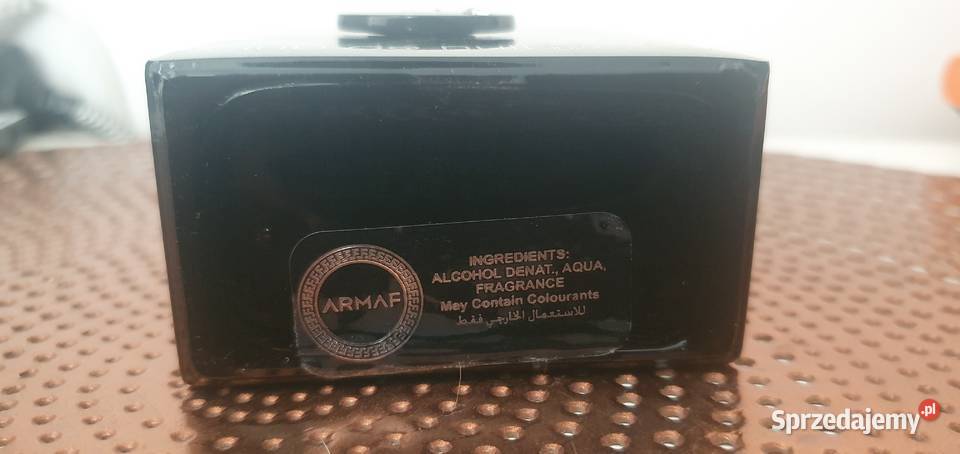 ARMAF
INGREDIENTS:
ALCOHOL DENAT., AQUA,
FRAGRANCE
May Contain Colourants
للاستعمال الخارجي فقط
Sprzedajemy.pl